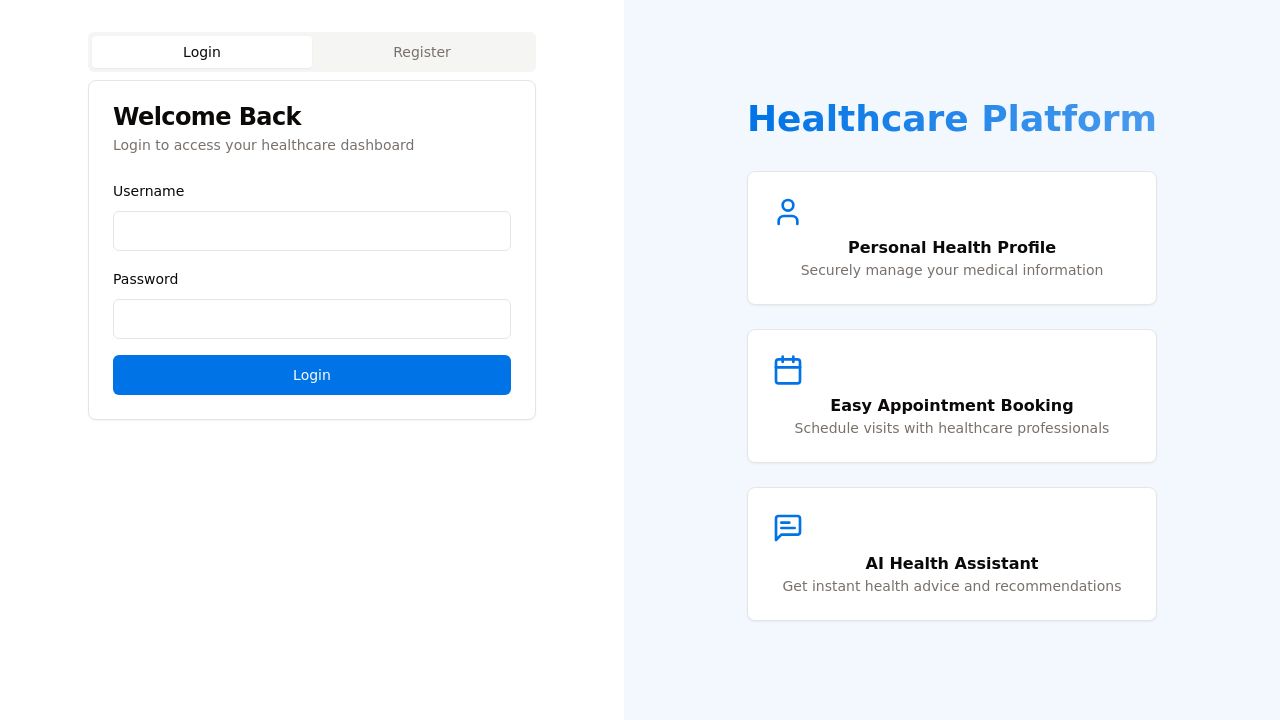 Login
Register
Welcome Back
Login to access your healthcare dashboard
Username
Password
Login
Healthcare Platform
Personal Health Profile
Securely manage your medical information
Easy Appointment Booking
Schedule visits with healthcare professionals
AI Health Assistant
Get instant health advice and recommendations